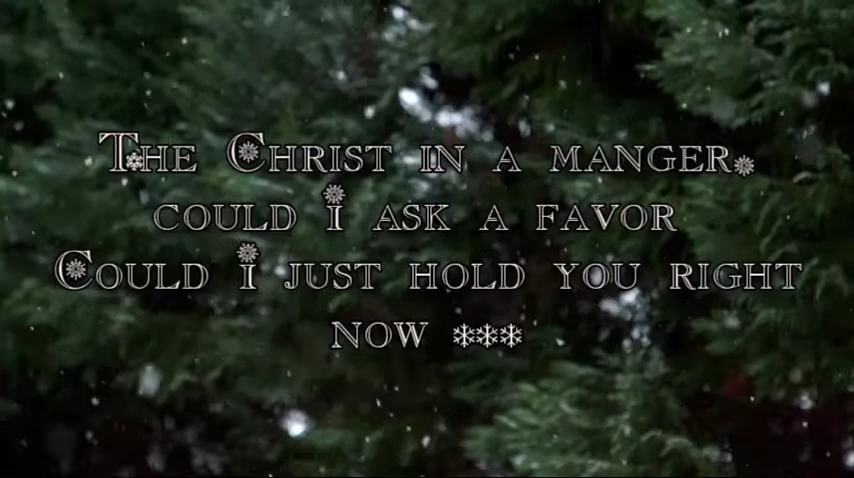 The Christ in a manger.
could i ask a favor
Could i just hold you right
now ***